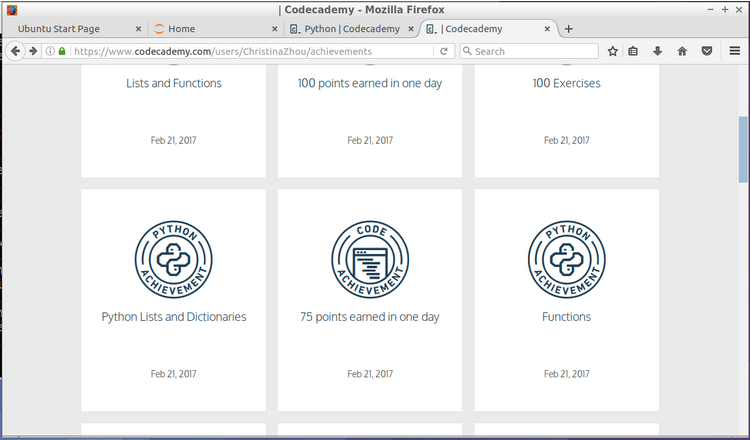 | Codecademy - Mozilla Firefox
Ubuntu Start Page
Home
Python | Codecademy
| Codecademy
https://www.codecademy.com/users/ChristinaZhou/achievements
Search
Lists and Functions
100 points earned in one day
100 Exercises
Feb 21, 2017
Feb 21, 2017
Feb 21, 2017
PYTHON
ACHIEVEMENT
CODE
ACHIEVEMENT
PYTHON
ACHIEVEMENT
Python Lists and Dictionaries
75 points earned in one day
Functions
Feb 21, 2017
Feb 21, 2017
Feb 21, 2017